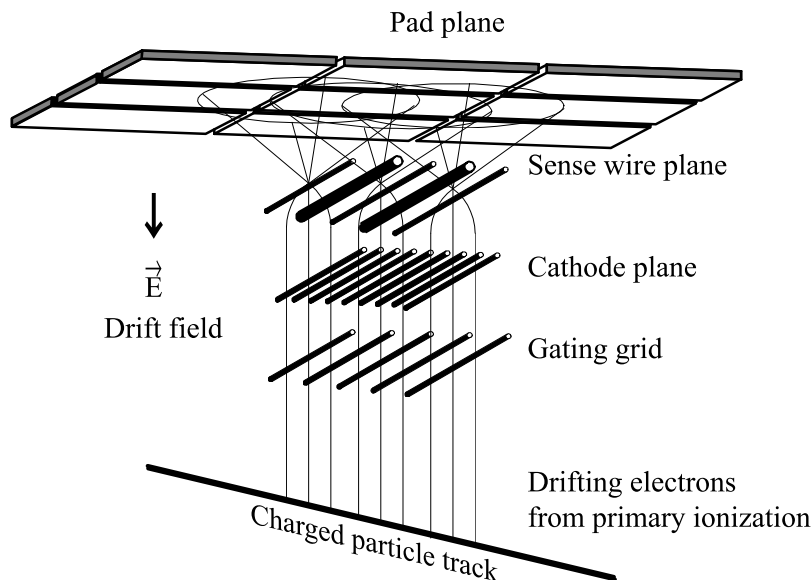 Pad plane
Sense wire plane
Cathode plane
Gating grid
E
Drift field
Drifting electrons
from primary ionization
Charged particle track